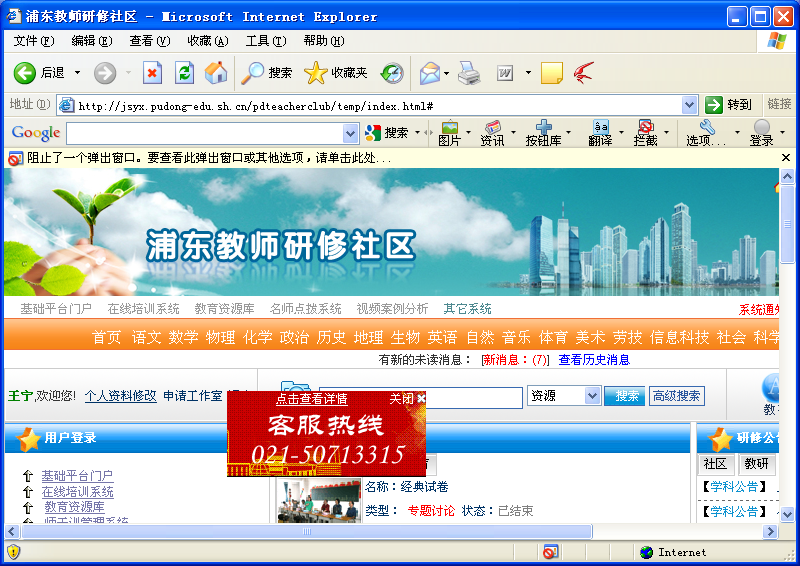 浦东教师研修社区 - Microsoft Internet Explorer
文件(F) 编辑(E) 查看(V) 收藏(A) 工具(T) 帮助(H)
后退 搜索 收藏夹
地址(D) http://jsyx.pudong-edu.sh.cn/pdteacherclub/temp/index.html# 转到 链接
Google 搜索 图片 资讯 按钮库 翻译 拦截 选项... 登录
阻止了一个弹出窗口。要查看此弹出窗口或其他选项，请单击此处...
浦东教师研修社区
基础平台门户 在线培训系统 教育资源库 名师点拨系统 视频案例分析 其它系统 系统通知
首页 语文 数学 物理 化学 政治 历史 地理 生物 英语 自然 音乐 体育 美术 劳技 信息科技 社会 科学
有新的未读消息： [新消息：(7)] 查看历史消息
王宁,欢迎您! 个人资料修改 申请工作室 资源 搜索 高级搜索
点击查看详情 关闭
客服热线
021-50713315
用户登录
研修公告
社区 教研
基础平台门户
在线培训系统
教育资源库
师干训管理系统
名称：经典试卷
类型： 专题讨论 状态：已结束
【学科公告】
【学科公告】
Internet